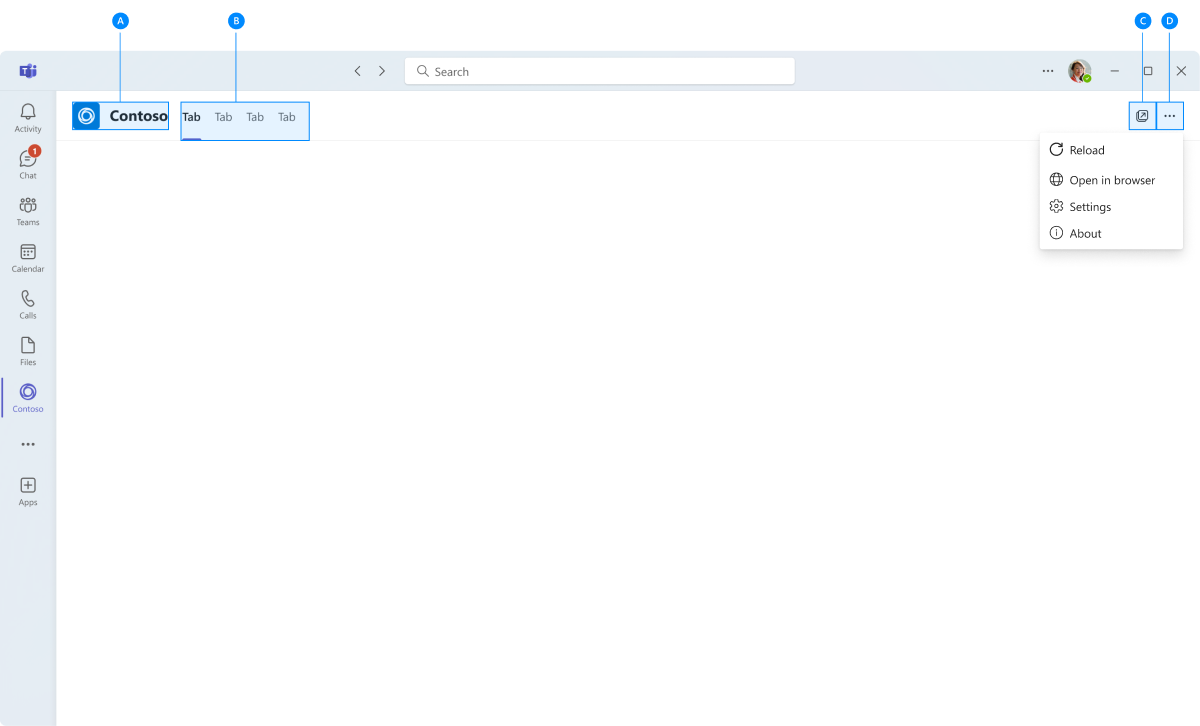 A
B
C
D
Search
Activity
1
Chat
Teams
Calendar
Calls
Files
Contoso
Apps
Contoso
Tab Tab Tab Tab
Reload
Open in browser
Settings
About